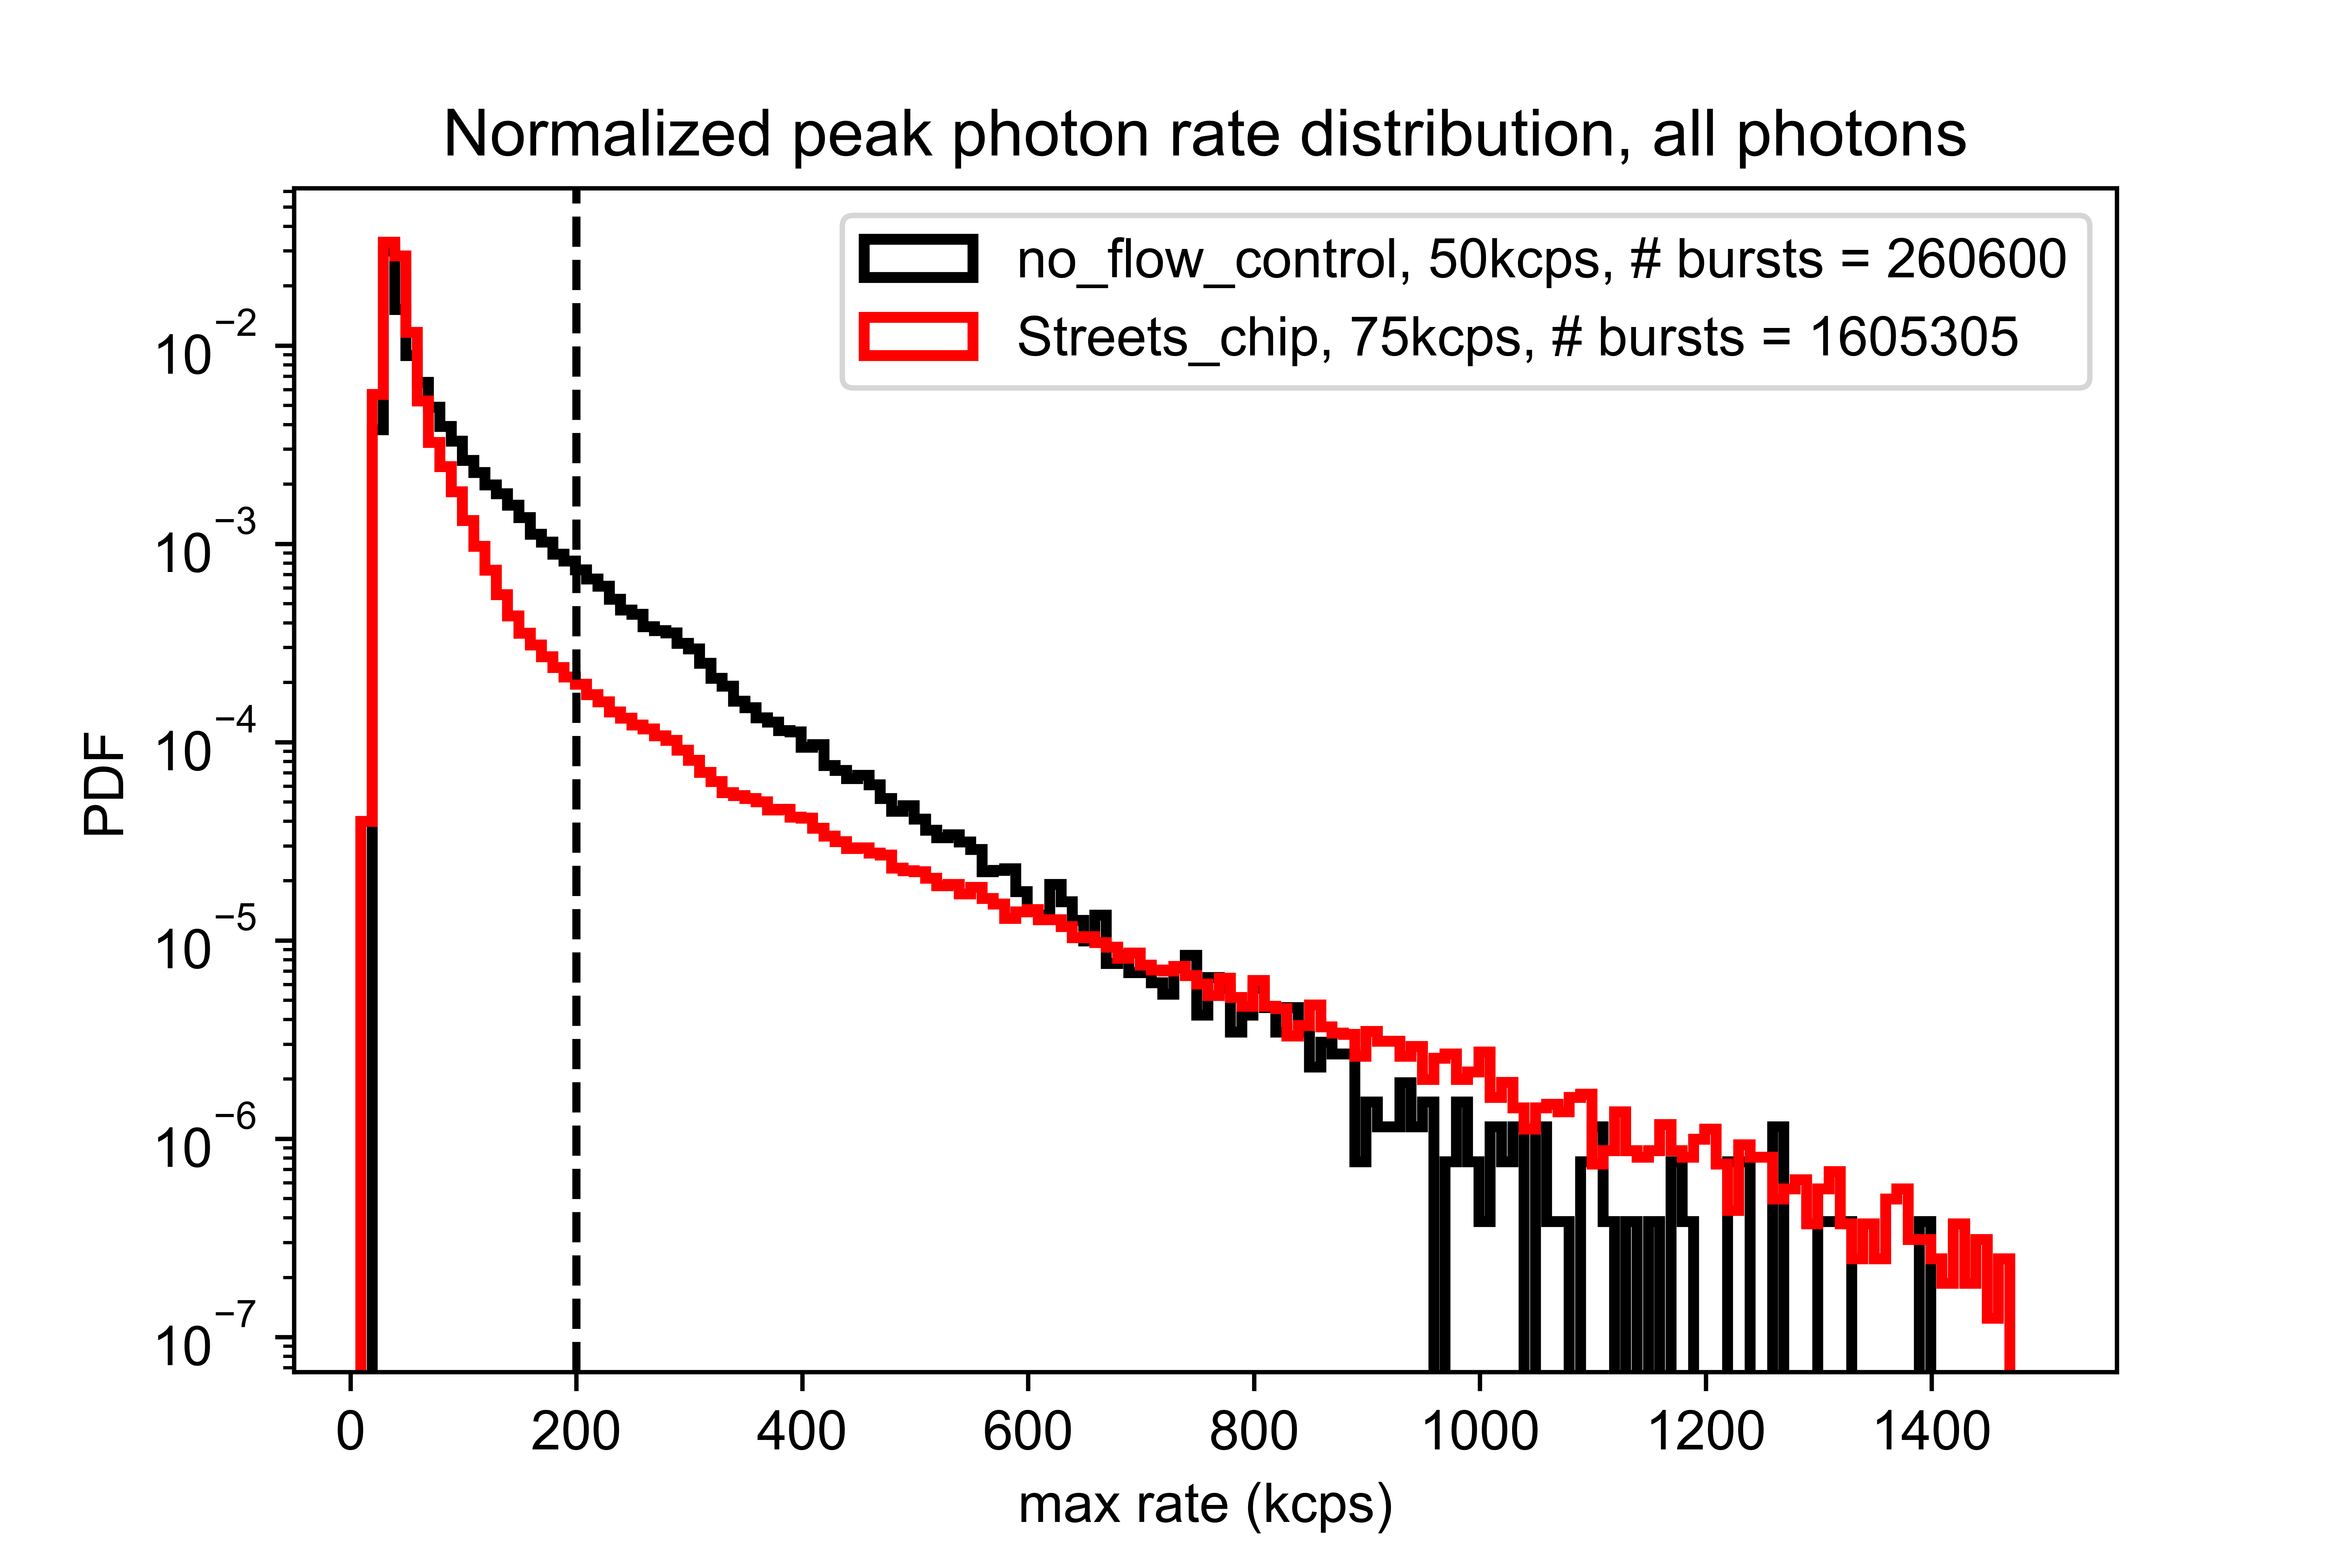 Normalized peak photon rate distribution, all photons
no_flow_control, 50kcps, # bursts = 260600
Streets_chip, 75kcps, # bursts = 1605305
PDF
10−2
10−3
10−4
10−5
10−6
10−7
0 200 400 600 800 1000 1200 1400
max rate (kcps)